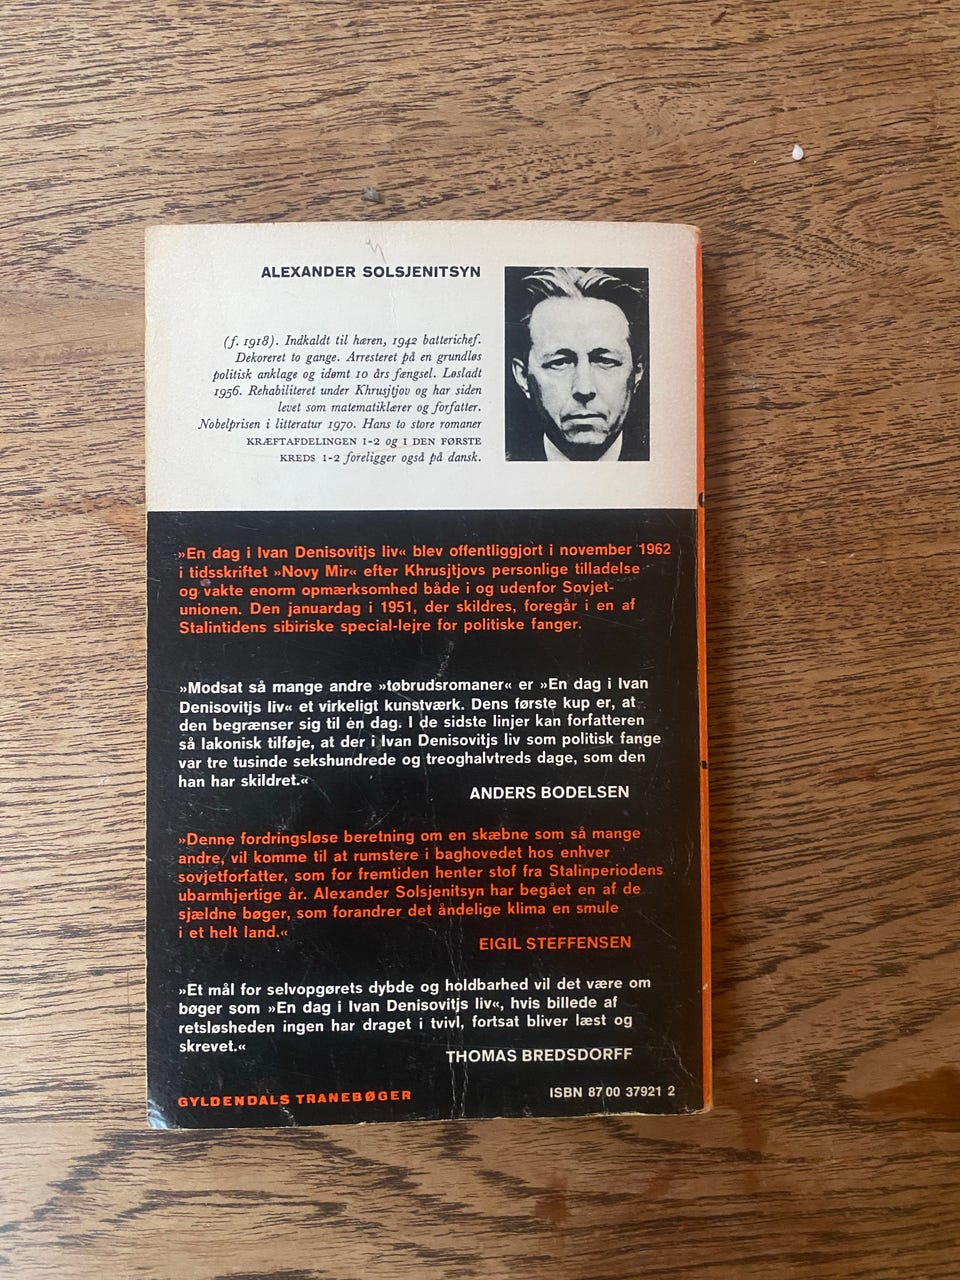 ALEXANDER SOLSJENITSYN
(f. 1918). Indkaldt til hæren, 1942 batterichef.
Dekoreret to gange. Arresteret på en grundløs
politisk anklage og idømt 10 års fængsel. Løsladt
1956. Rehabiliteret under Khrusjtjov og har siden
levet som matematiklærer og forfatter.
Nobelprisen i litteratur 1970. Hans to store romaner
KRÆFTAFDELINGEN 1-2 og I DEN FØRSTE
KREDS 1-2 foreligger også på dansk.
»En dag i Ivan Denisovitjs liv« blev offentliggjort i november 1962
i tidsskriftet »Novy Mir« efter Khrusjtjovs personlige tilladelse
og vakte enorm opmærksomhed både i og udenfor Sovjet-
unionen. Den januardag i 1951, der skildres, foregår i en af
Stalintidens sibiriske special-lejre for politiske fanger.
»Modsat så mange andre »tøbrudsromaner« er »En dag i Ivan
Denisovitjs liv« et virkeligt kunstværk. Dens første kup er, at
den begrænser sig til én dag. I de sidste linjer kan forfatteren
så lakonisk tilføje, at der i Ivan Denisovitjs liv som politisk fange
var tre tusinde sekshundrede og treoghalvtreds dage, som den
han har skildret.«
ANDERS BODELSEN
»Denne fordringsløse beretning om en skæbne som så mange
andre, vil komme til at rumstere i baghovedet hos enhver
sovjetforfatter, som for fremtiden henter stof fra Stalinperiodens
ubarmhjertige år. Alexander Solsjenitsyn har begået en af de
sjældne bøger, som forandrer det åndelige klima en smule
i et helt land.«
EIGIL STEFFENSEN
»Et mål for selvopgørets dybde og holdbarhed vil det være om
bøger som »En dag i Ivan Denisovitjs liv«, hvis billede af
retsløsheden ingen har draget i tvivl, fortsat bliver læst og
skrevet.«
THOMAS BREDSDORFF
GYLDENDALS TRANEBØGER
ISBN 87 00 37921 2